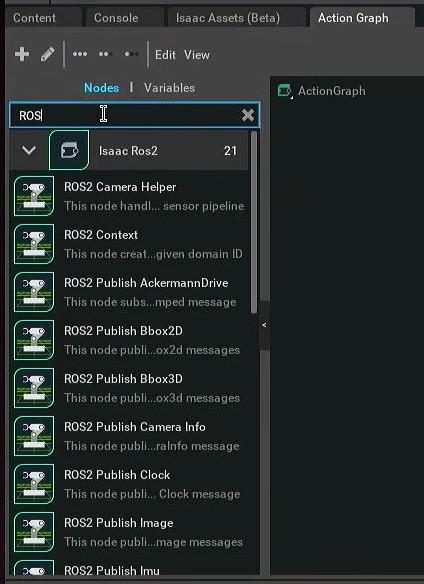 Content Console Isaac Assets (Beta) Action Graph
Edit View
Nodes | Variables
ROS
ActionGraph
Isaac Ros2 21
ROS2 Camera Helper
This node handl... sensor pipeline
ROS2 Context
This node creat...given domain ID
ROS2 Publish AckermannDrive
This node subs...mped message
ROS2 Publish Bbox2D
This node publi...ox2d messages
ROS2 Publish Bbox3D
This node publi...ox3d messages
ROS2 Publish Camera Info
This node publi...raInfo message
ROS2 Publish Clock
This node publi... Clock message
ROS2 Publish Image
This node publi...mage messages
ROS2 Publish Imu